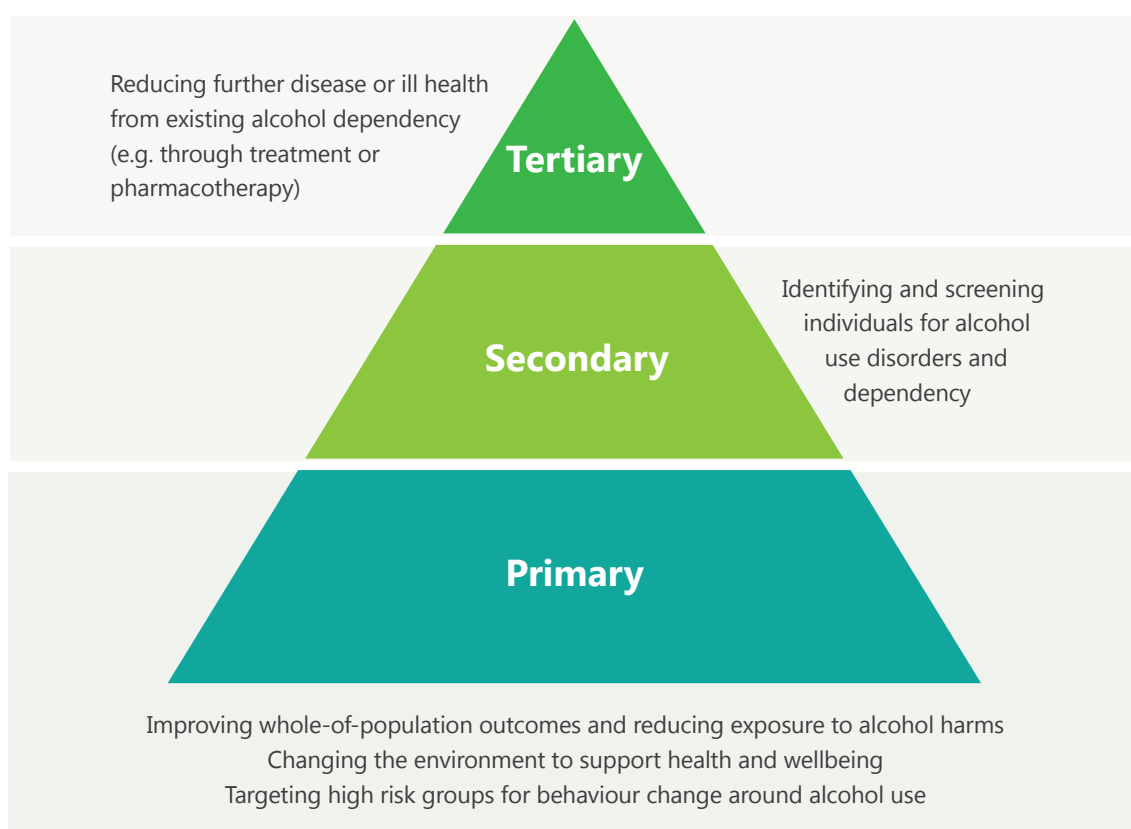 Reducing further disease or ill health
from existing alcohol dependency
(e.g. through treatment or
pharmacotherapy)
Tertiary
Identifying and screening
individuals for alcohol
use disorders and
dependency
Secondary
Primary
Improving whole-of-population outcomes and reducing exposure to alcohol harms
Changing the environment to support health and wellbeing
Targeting high risk groups for behaviour change around alcohol use